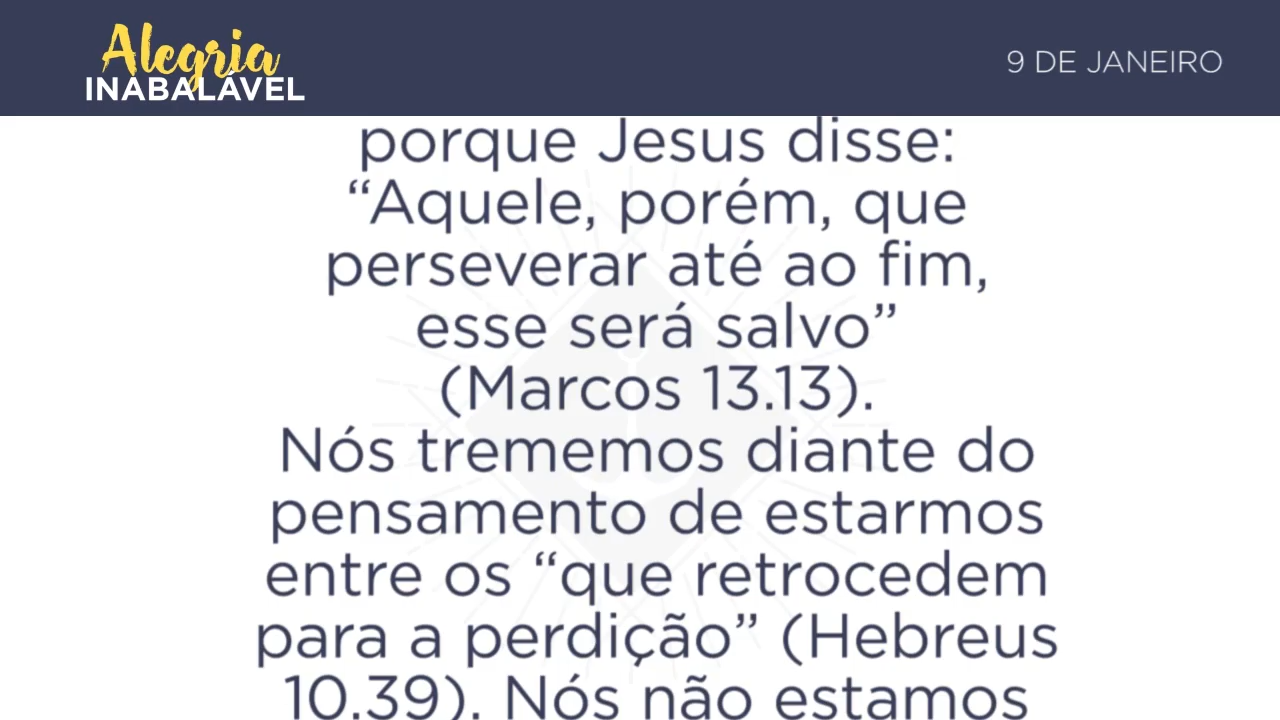 Alegria
INABALÁVEL
9 DE JANEIRO
porque Jesus disse:
“Aquele, porém, que
perseverar até ao fim,
esse será salvo”
(Marcos 13.13).
Nós trememos diante do
pensamento de estarmos
entre os “que retrocedem
para a perdição” (Hebreus
10.39). Nós não estamos